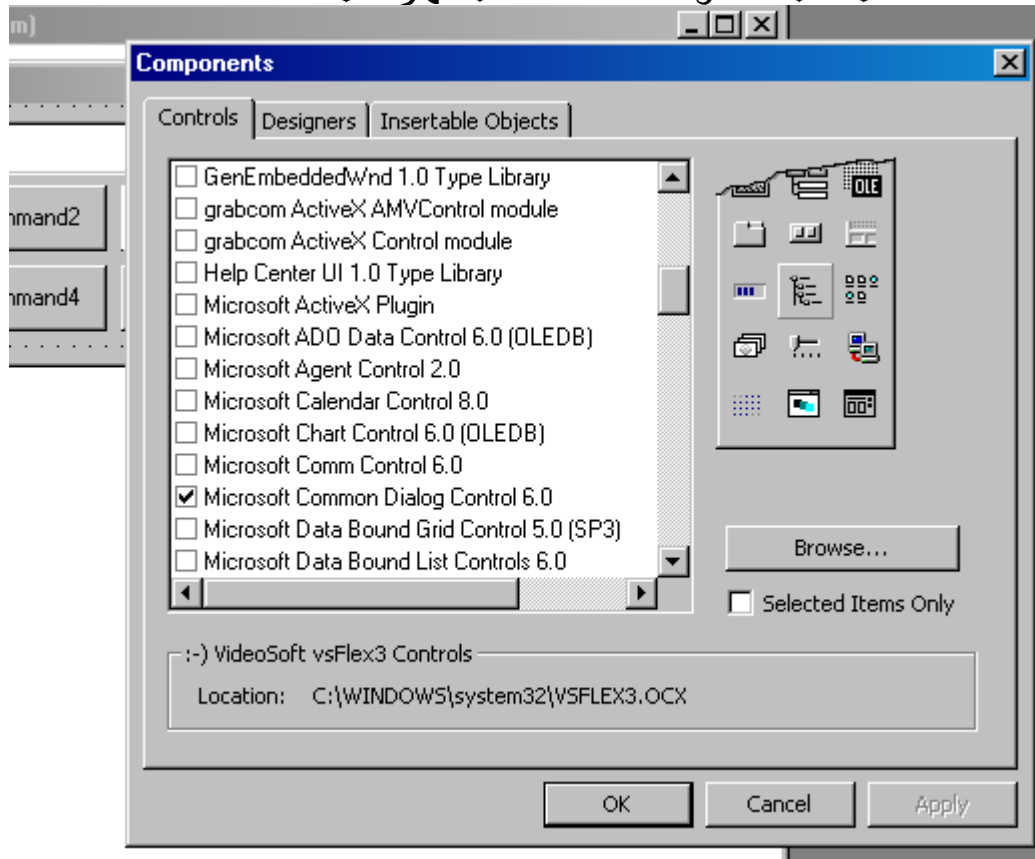 m)
Components
Controls Designers Insertable Objects
GenEmbeddedWnd 1.0 Type Library
grabcom ActiveX AMVControl module
grabcom ActiveX Control module
Help Center UI 1.0 Type Library
Microsoft ActiveX Plugin
Microsoft ADO Data Control 6.0 (OLEDB)
Microsoft Agent Control 2.0
Microsoft Calendar Control 8.0
Microsoft Chart Control 6.0 (OLEDB)
Microsoft Comm Control 6.0
Microsoft Common Dialog Control 6.0
Microsoft Data Bound Grid Control 5.0 (SP3)
Microsoft Data Bound List Controls 6.0
OLE
mmand2
mmand4
Browse...
Selected Items Only
:-) VideoSoft vsFlex3 Controls
Location: C:\WINDOWS\system32\VSFLEX3.OCX
OK Cancel Apply